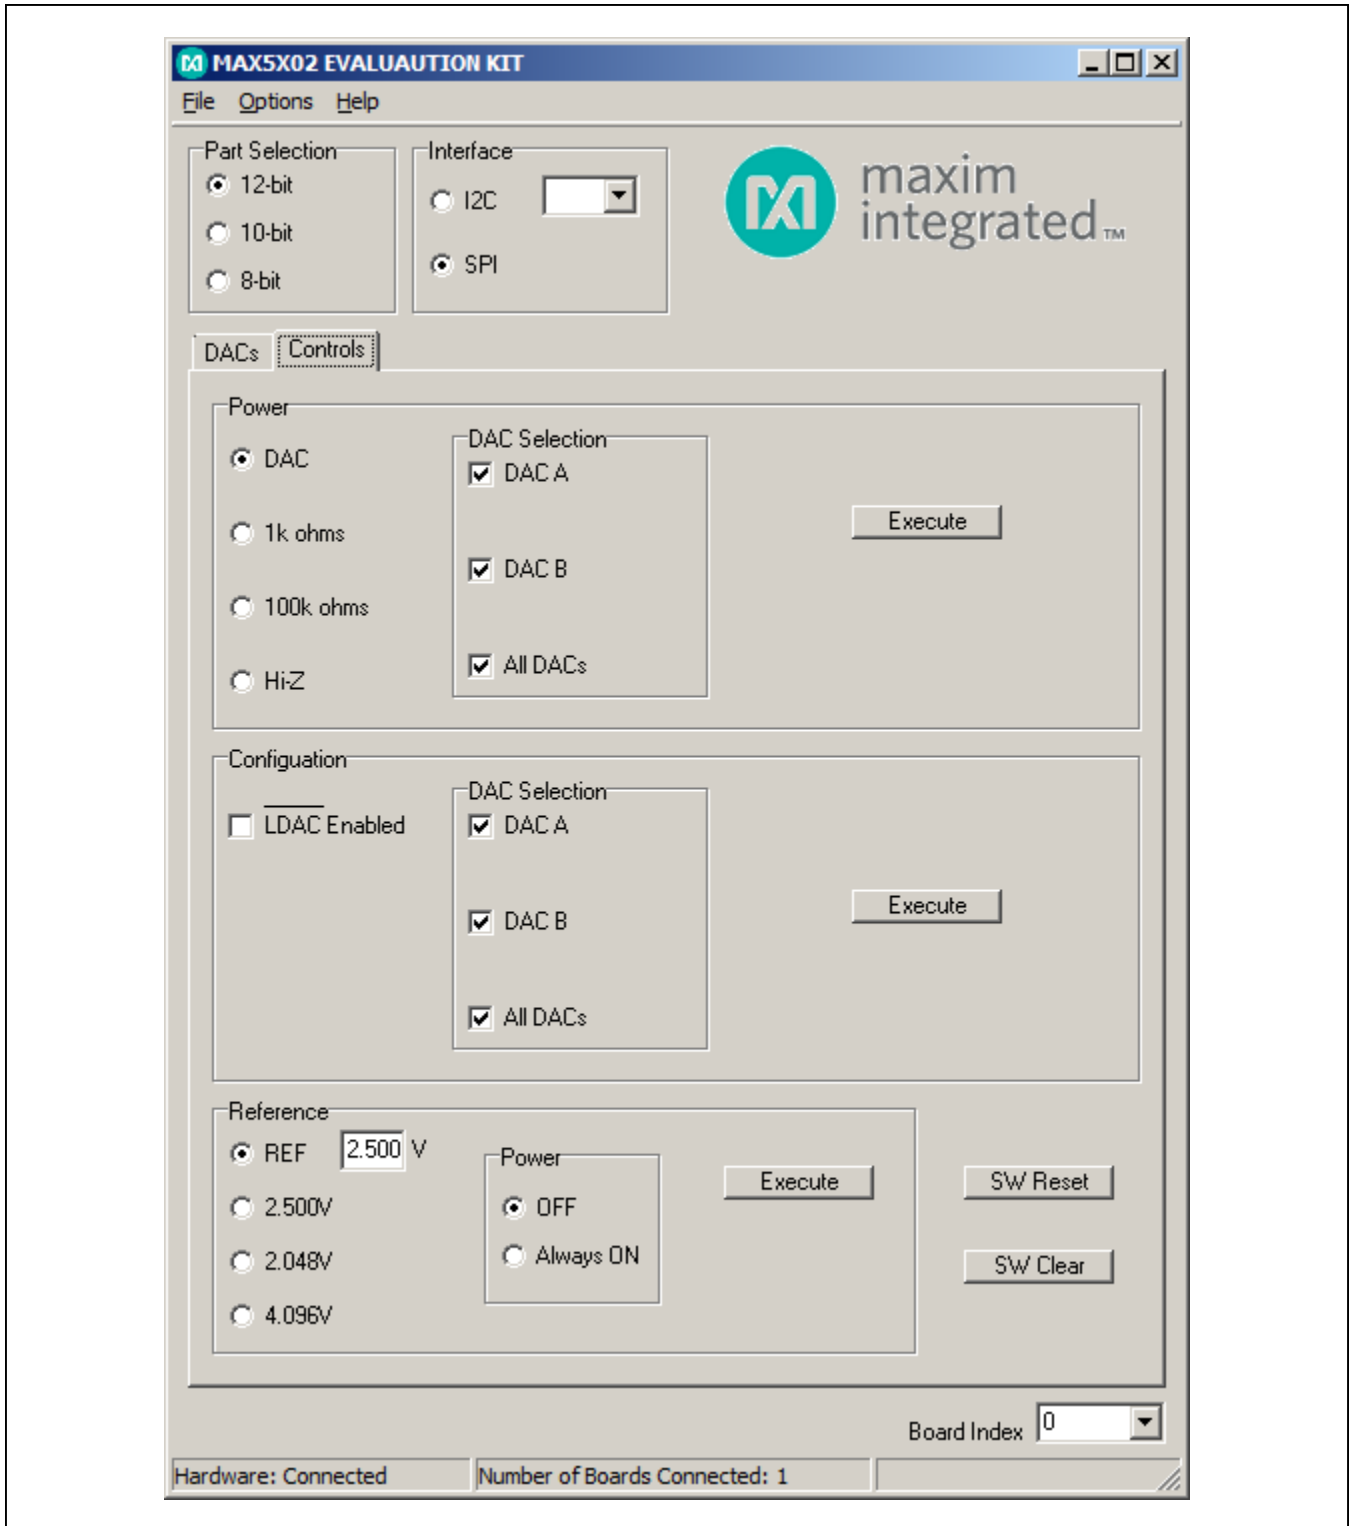 MAX5X02 EVALUAUTION KIT
File Options Help
Part Selection
12-bit
10-bit
8-bit
Interface
I2C
SPI
maxim
integrated™
DACs Controls
Power
DAC
1k ohms
100k ohms
Hi-Z
DAC Selection
DAC A
DAC B
All DACs
Execute
Configuation
LDAC Enabled
DAC Selection
DAC A
DAC B
All DACs
Execute
Reference
REF 2.500 V
2.500V
2.048V
4.096V
Power
OFF
Always ON
Execute
SW Reset
SW Clear
Board Index 0
Hardware: Connected
Number of Boards Connected: 1